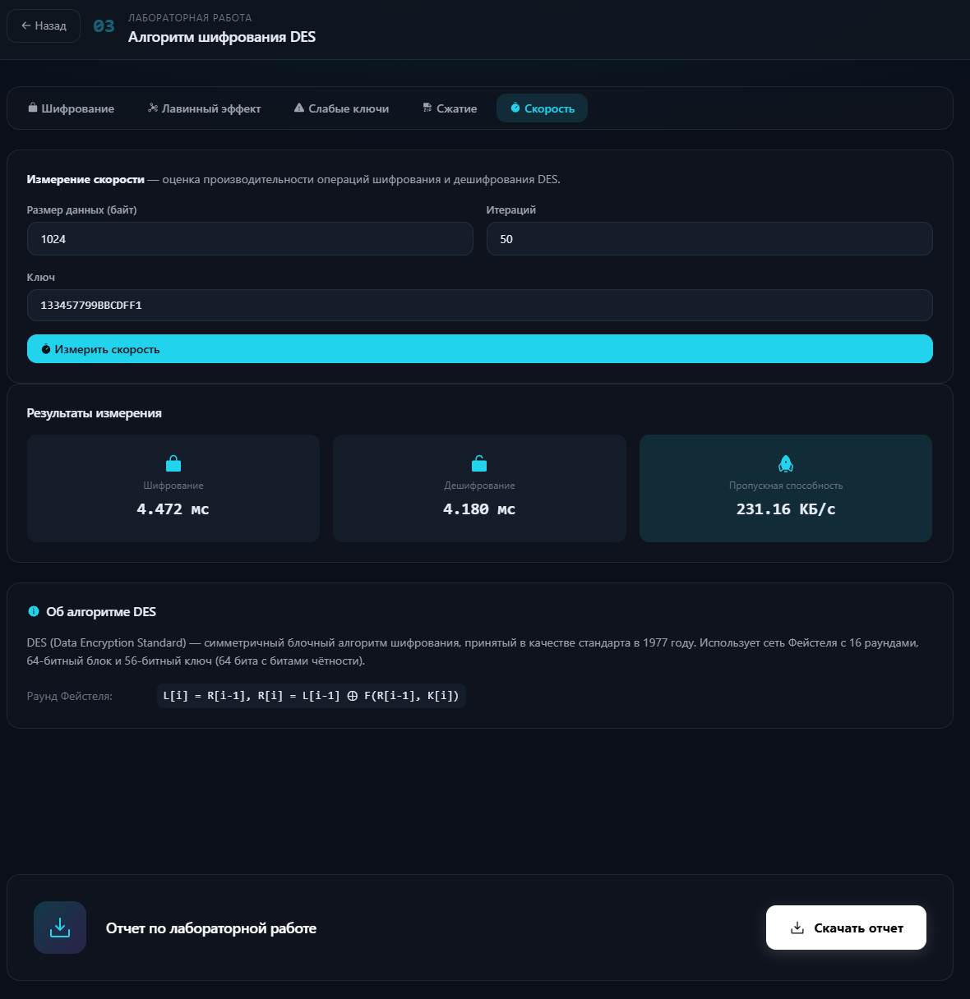 ← Назад
03
ЛАБОРАТОРНАЯ РАБОТА
Алгоритм шифрования DES
Шифрование
Лавинный эффект
Слабые ключи
Сжатие
Скорость
Измерение скорости — оценка производительности операций шифрования и дешифрования DES.
Размер данных (байт)
Итераций
1024
50
Ключ
133457799BBCDFF1
Измерить скорость
Результаты измерения
Шифрование
4.472 мс
Дешифрование
4.180 мс
Пропускная способность
231.16 КБ/с
Об алгоритме DES
DES (Data Encryption Standard) — симметричный блочный алгоритм шифрования, принятый в качестве стандарта в 1977 году. Использует сеть Фейстеля с 16 раундами,
64-битный блок и 56-битный ключ (64 бита с битами чётности).
Раунд Фейстеля:
L[i] = R[i-1], R[i] = L[i-1] ⊕ F(R[i-1], K[i])
Отчет по лабораторной работе
Скачать отчет